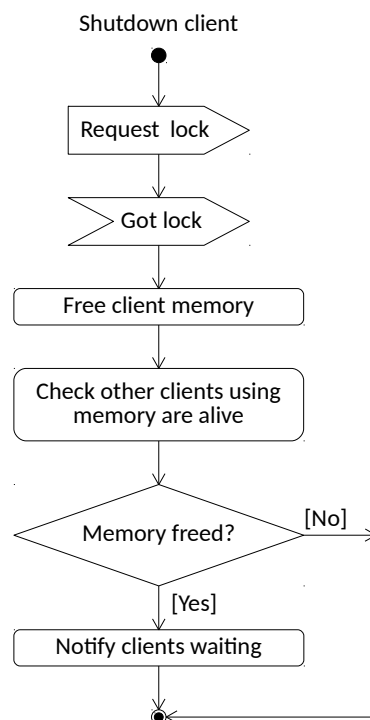 Shutdown client
Request lock
Got lock
Free client memory
Check other clients using
memory are alive
Memory freed?
[No]
[Yes]
Notify clients waiting